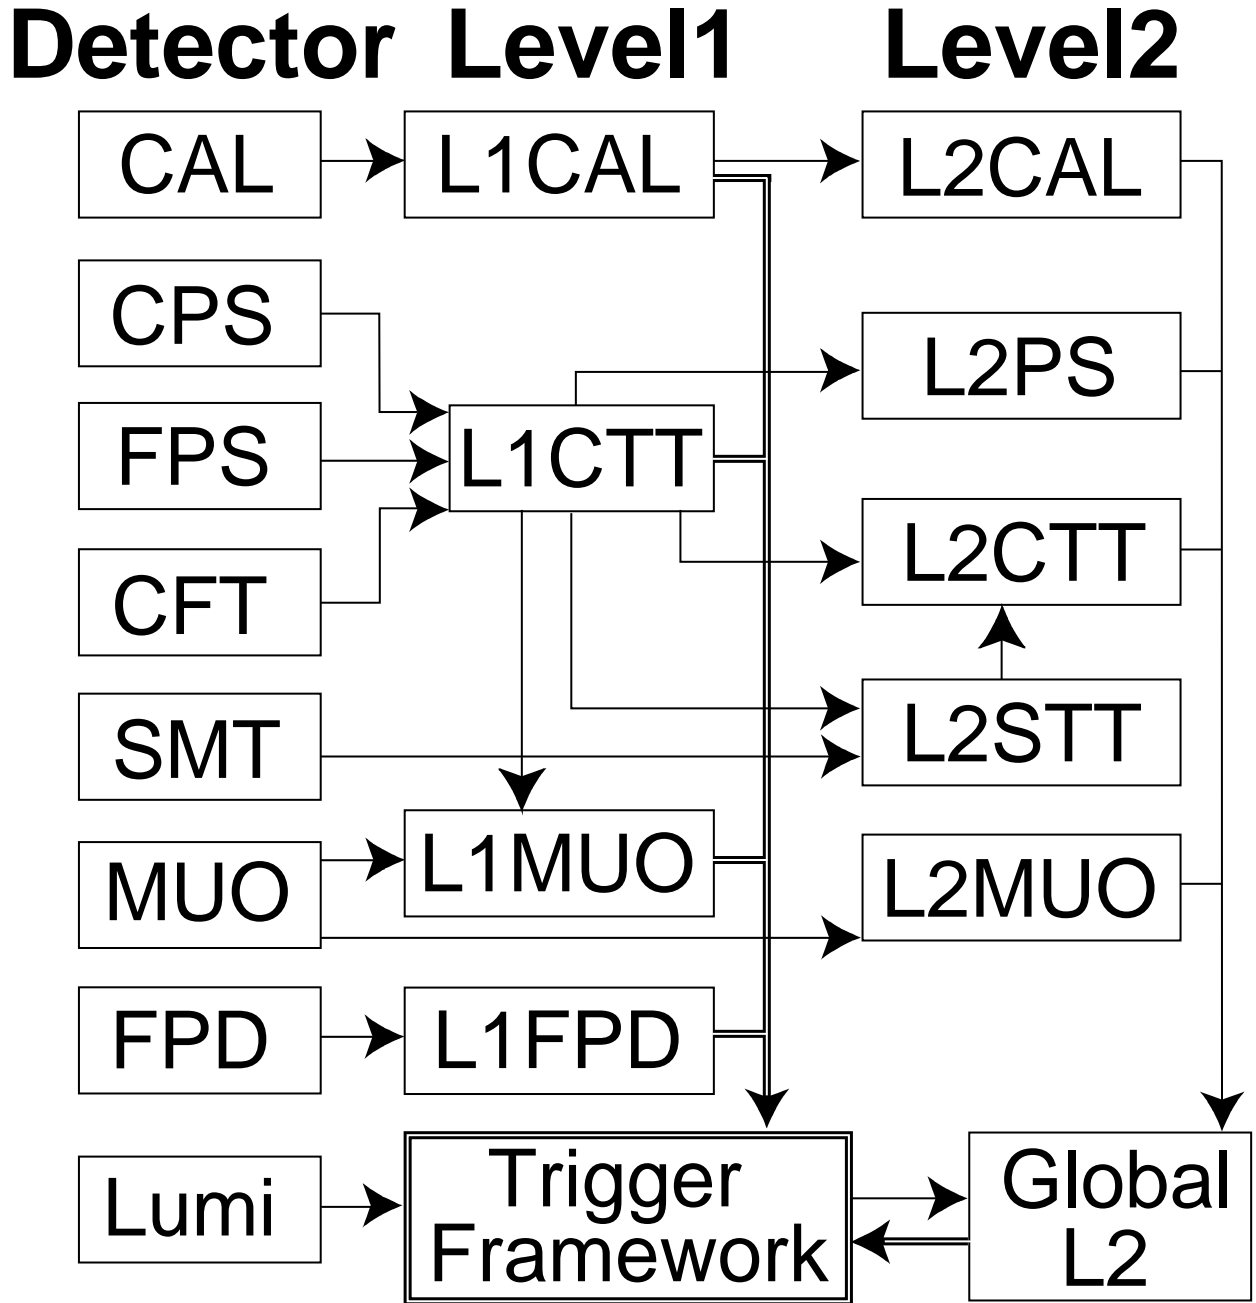 Detector Level1 Level2
CAL L1CAL L2CAL
CPS
L2PS
FPS L1CTT
L2CTT
CFT
SMT L2STT
MUO L1MUO L2MUO
FPD L1FPD
Lumi
Trigger
Framework
Global
L2